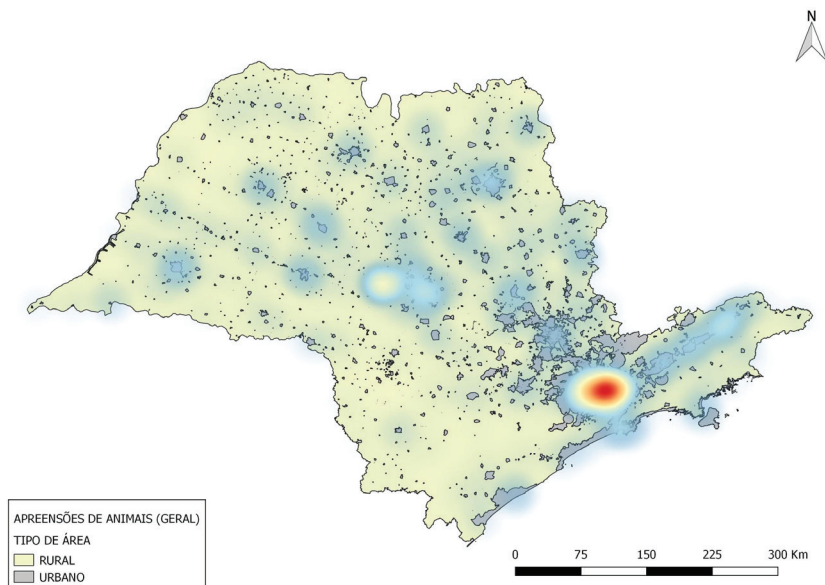 N
APREENSÕES DE ANIMAIS (GERAL)
TIPO DE ÁREA
RURAL
URBANO
0 75 150 225 300 Km